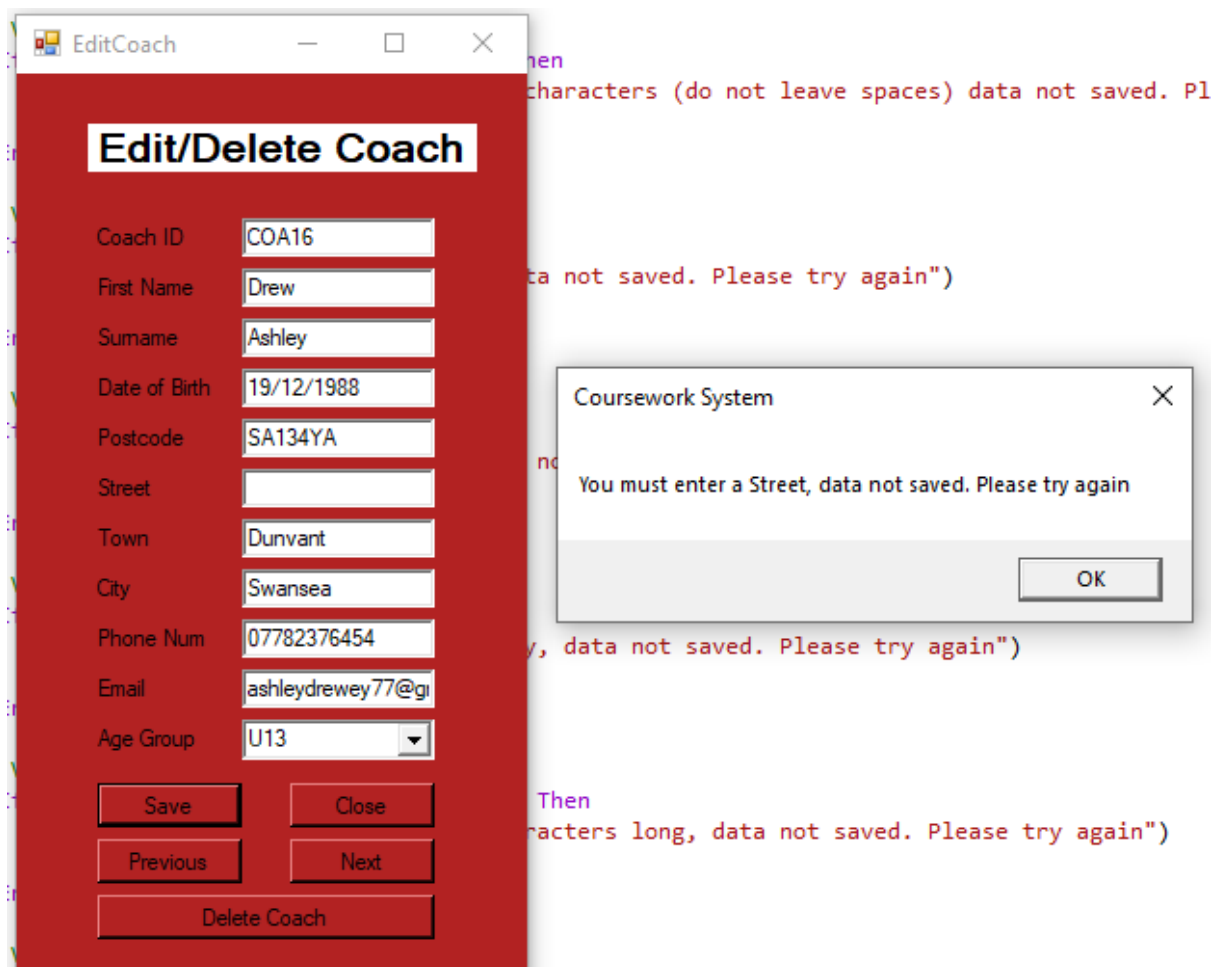 EditCoach
hen
characters (do not leave spaces) data not saved. Pl
Edit/Delete Coach
Coach ID COA16
First Name Drew
ta not saved. Please try again")
Surname Ashley
Date of Birth 19/12/1988
Coursework System
Postcode SA134YA
no
Street
You must enter a Street, data not saved. Please try again
Town Dunvant
OK
City Swansea
Phone Num 07782376454
y, data not saved. Please try again")
Email ashleydrewey77@g
Age Group U13
Save Close
Then
racters long, data not saved. Please try again")
Previous Next
Delete Coach